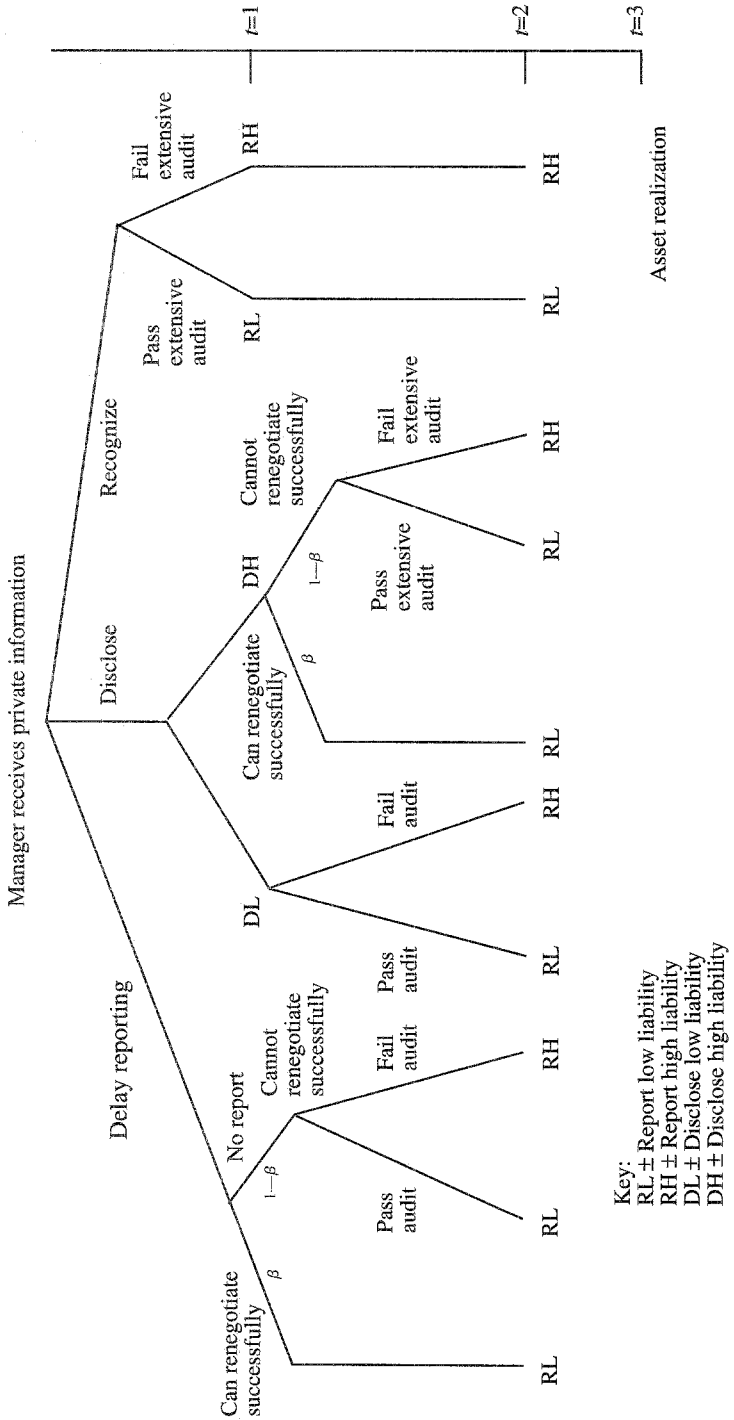 Manager receives private information
Delay reporting
Disclose
Recognize
Can renegotiate
successfully
β
No report
1—β
Cannot
renegotiate
successfully
Pass
audit
Fail
audit
RL
RL
RH
DL
Pass
audit
Fail
audit
RL
RH
DH
Can renegotiate
successfully
β
1—β
Cannot
renegotiate
successfully
Pass
extensive
audit
Fail
extensive
audit
RL
RL
RH
Pass
extensive
audit
Fail
extensive
audit
RL
RH
RL
RH
t=1
t=2
t=3
Asset realization
Key:
RL ± Report low liability
RH ± Report high liability
DL ± Disclose low liability
DH ± Disclose high liability